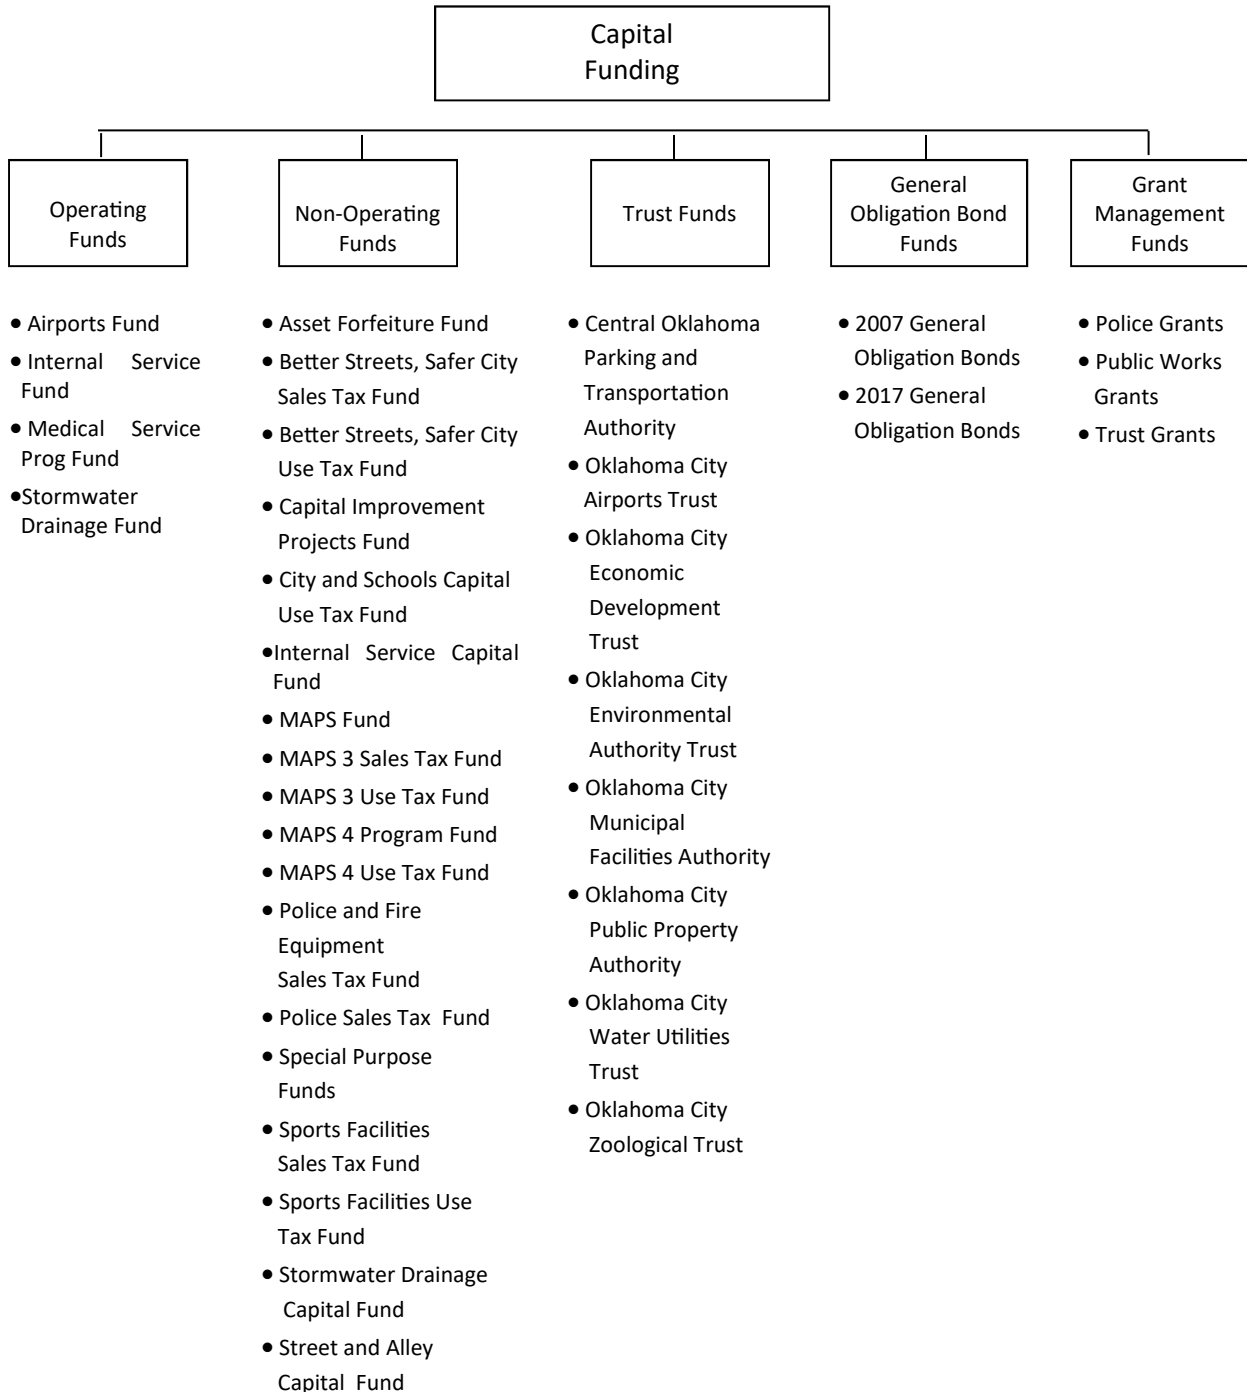 Capital
Funding
Operating
Funds
Non-Operating
Funds
Trust Funds
General
Obligation Bond
Funds
Grant
Management
Funds
• Airports Fund
• Internal Service
Fund
• Medical Service
Prog Fund
•Stormwater
Drainage Fund
• Asset Forfeiture Fund
• Better Streets, Safer City
Sales Tax Fund
• Better Streets, Safer City
Use Tax Fund
• Capital Improvement
Projects Fund
• City and Schools Capital
Use Tax Fund
•Internal Service Capital
Fund
• MAPS Fund
• MAPS 3 Sales Tax Fund
• MAPS 3 Use Tax Fund
• MAPS 4 Program Fund
• MAPS 4 Use Tax Fund
• Police and Fire
Equipment
Sales Tax Fund
• Police Sales Tax Fund
• Special Purpose
Funds
• Sports Facilities
Sales Tax Fund
• Sports Facilities Use
Tax Fund
• Stormwater Drainage
Capital Fund
• Street and Alley
Capital Fund
• Central Oklahoma
Parking and
Transportation
Authority
• Oklahoma City
Airports Trust
• Oklahoma City
Economic
Development
Trust
• Oklahoma City
Environmental
Authority Trust
• Oklahoma City
Municipal
Facilities Authority
• Oklahoma City
Public Property
Authority
• Oklahoma City
Water Utilities
Trust
• Oklahoma City
Zoological Trust
• 2007 General
Obligation Bonds
• 2017 General
Obligation Bonds
• Police Grants
• Public Works
Grants
• Trust Grants